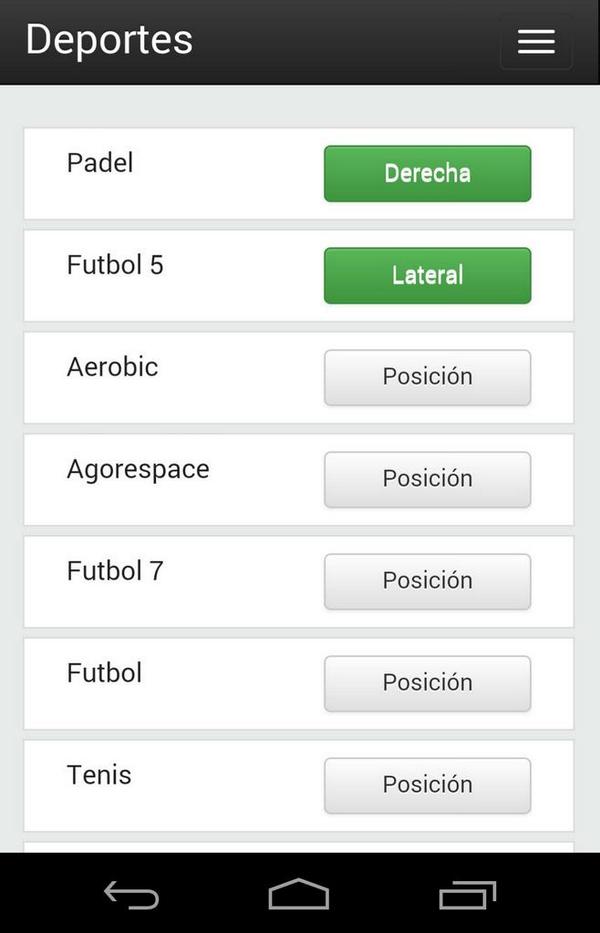 Deportes
Padel
Derecha
Futbol 5
Lateral
Aerobic
Posición
Agorespace
Posición
Futbol 7
Posición
Futbol
Posición
Tenis
Posición